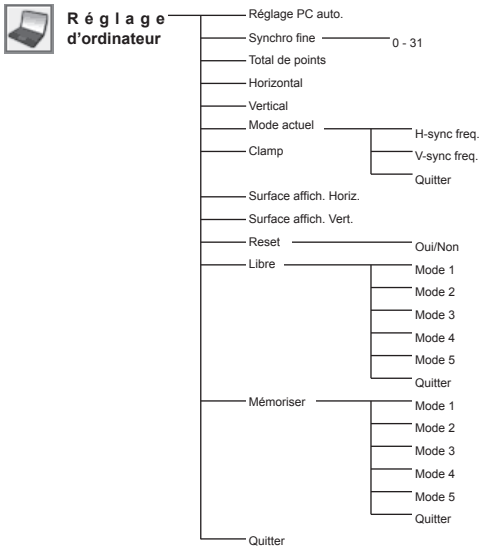 Réglage
d'ordinateur
Réglage PC auto.
Synchro fine 0 - 31
Total de points
Horizontal
Vertical
Mode actuel
H-sync freq.
V-sync freq.
Quitter
Clamp
Surface affich. Horiz.
Surface affich. Vert.
Reset Oui/Non
Libre
Mode 1
Mode 2
Mode 3
Mode 4
Mode 5
Quitter
Mémoriser
Mode 1
Mode 2
Mode 3
Mode 4
Mode 5
Quitter
Quitter